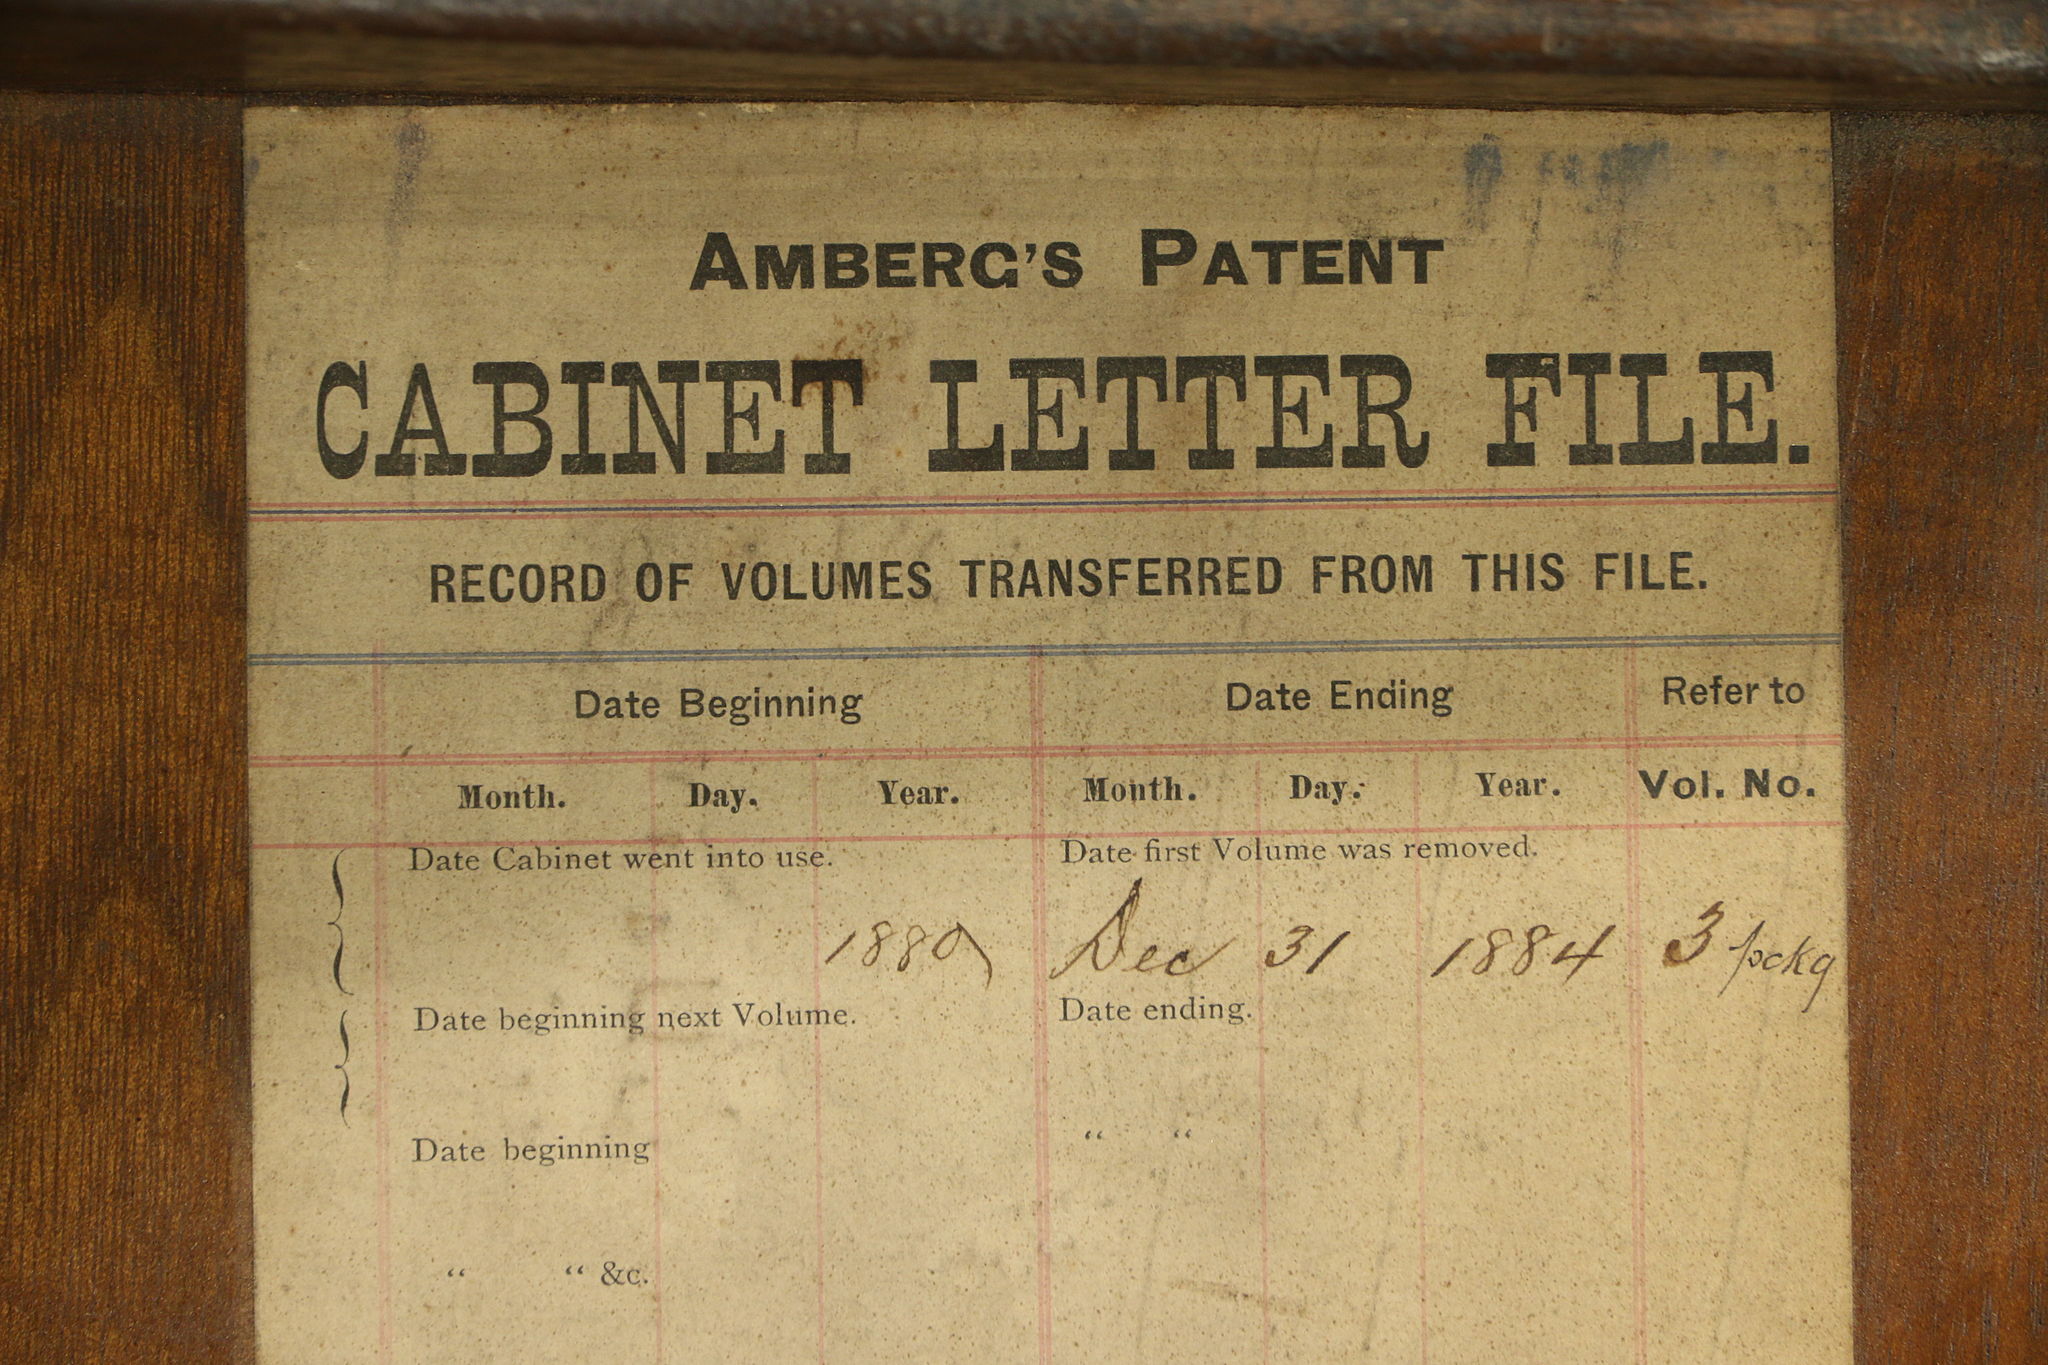 AMBERG'S PATENT
CABINET LETTER FILE.
RECORD OF VOLUMES TRANSFERRED FROM THIS FILE.
Date Beginning Date Ending Refer to
Month. Day. Year. Month. Day. Year. Vol. No.
Date Cabinet went into use. Date first Volume was removed.
1880 Dec 31 1884 3 pckg
Date beginning next Volume. Date ending.
Date beginning “ “
“ “ &c.